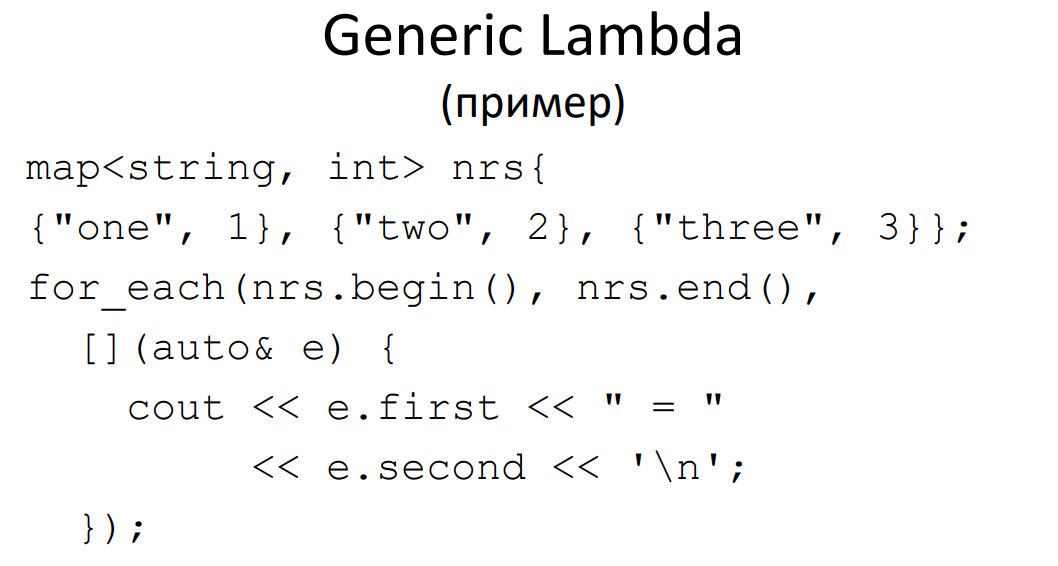 Generic Lambda
(пример)
map<string, int> nrs{
{"one", 1}, {"two", 2}, {"three", 3}};
for_each(nrs.begin(), nrs.end(),
  [](auto& e) {
    cout << e.first << " = "
         << e.second << '\n';
  });